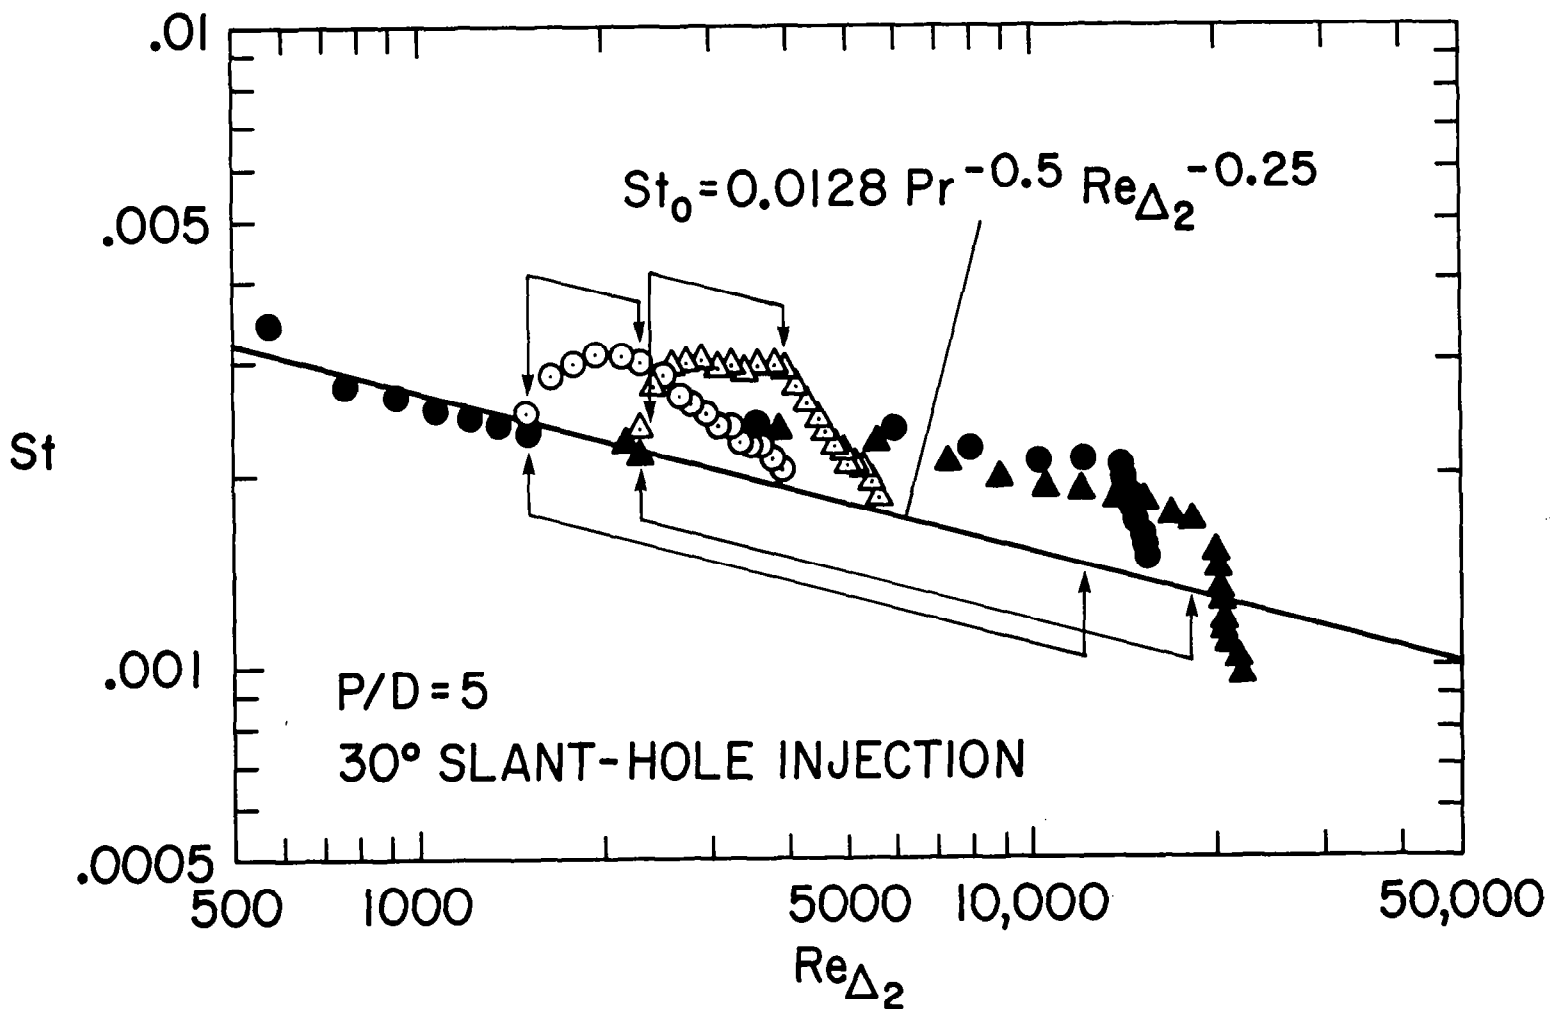 .01
St₀=0.0128 Pr^-0.5 Re_Δ₂^-0.25
.005
St
.001
P/D=5
30° SLANT-HOLE INJECTION
.0005
500 1000 5000 10,000 50,000
Re_Δ₂